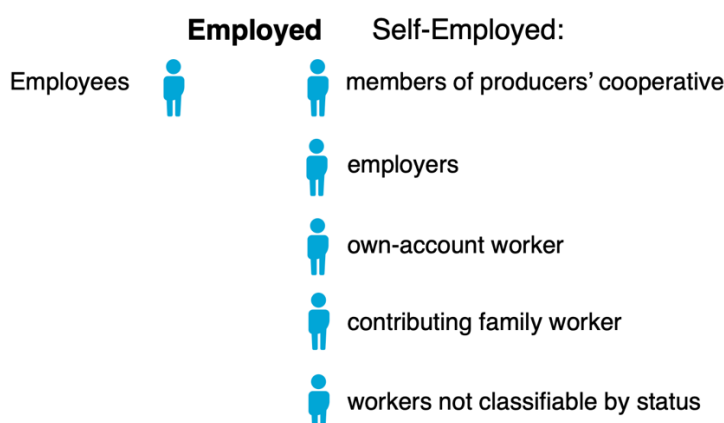 Employed Self-Employed:
Employees members of producers’ cooperative
employers
own-account worker
contributing family worker
workers not classifiable by status